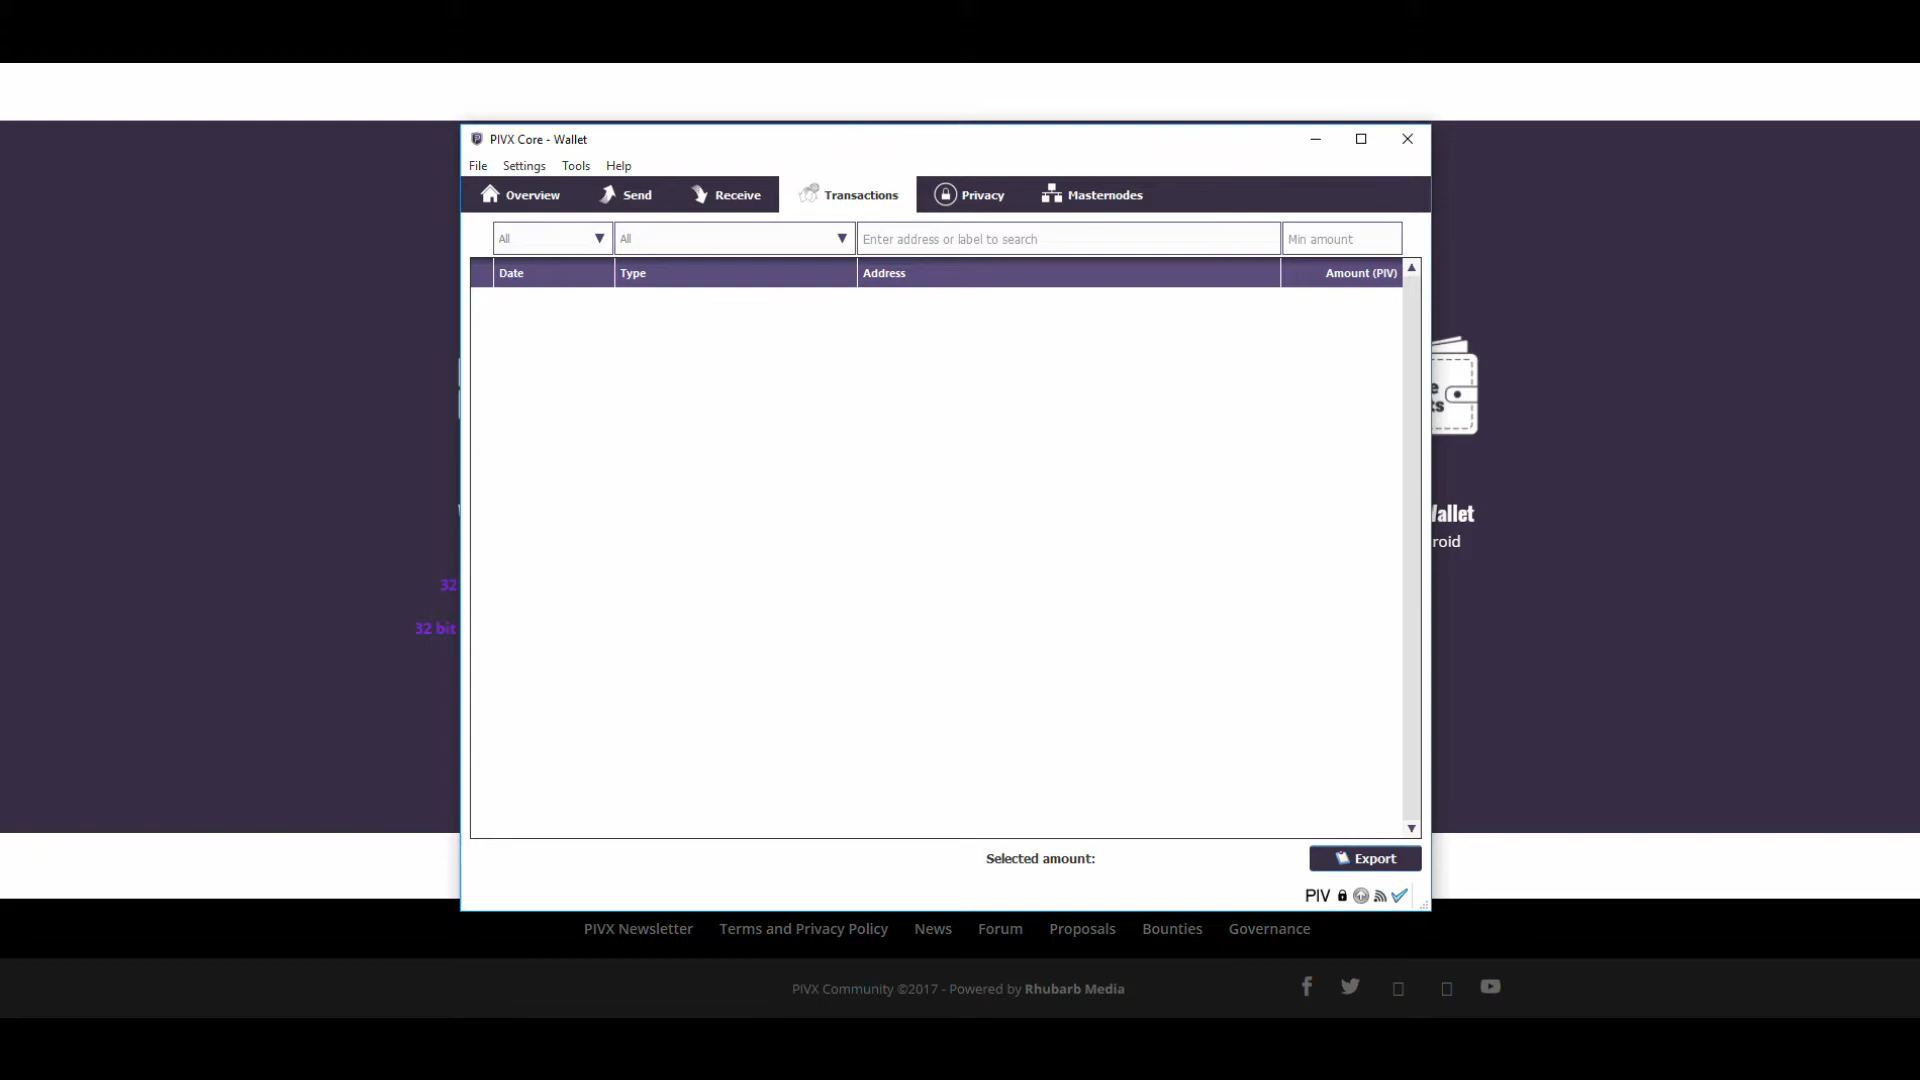 PIVX Core - Wallet
File Settings Tools Help
Overview Send Receive Transactions Privacy Masternodes
All All Enter address or label to search Min amount
Date Type Address Amount (PIV)
32
32 bit
Selected amount: Export
PIV
PIVX Newsletter Terms and Privacy Policy News Forum Proposals Bounties Governance
PIVX Community ©2017 - Powered by Rhubarb Media